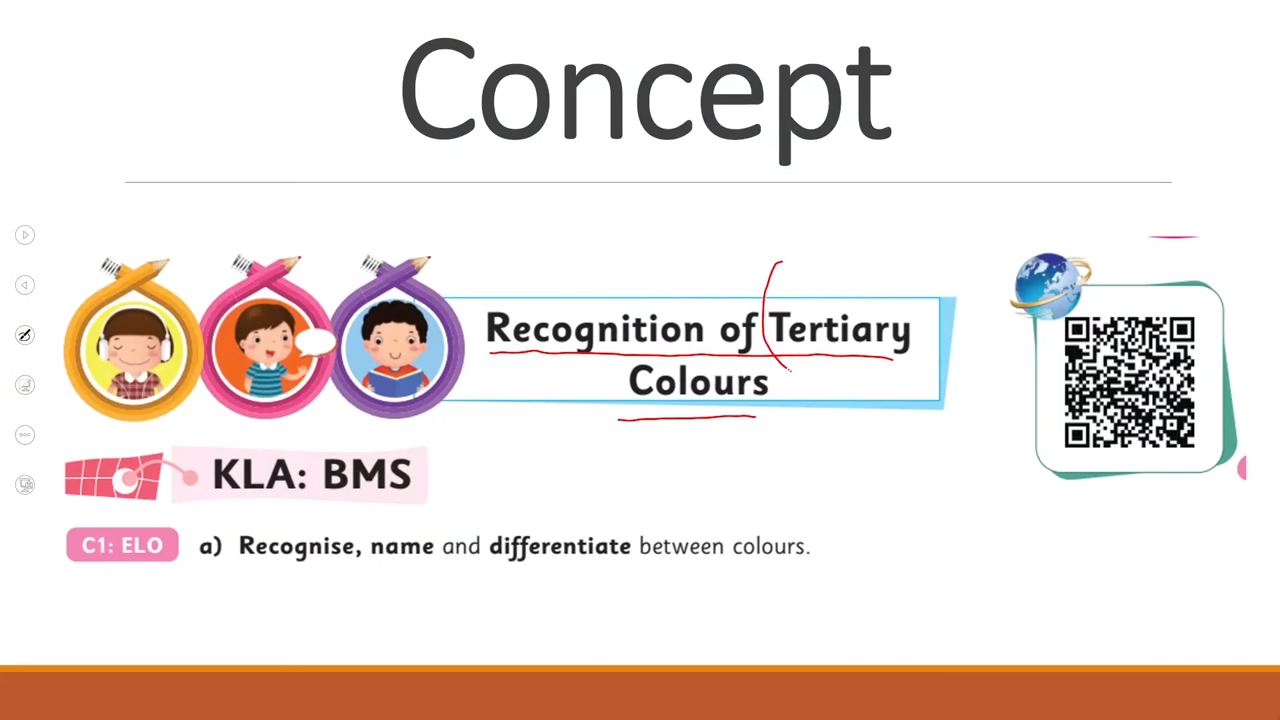 Concept
Recognition of Tertiary
Colours
KLA: BMS
C1: ELO a) Recognise, name and differentiate between colours.